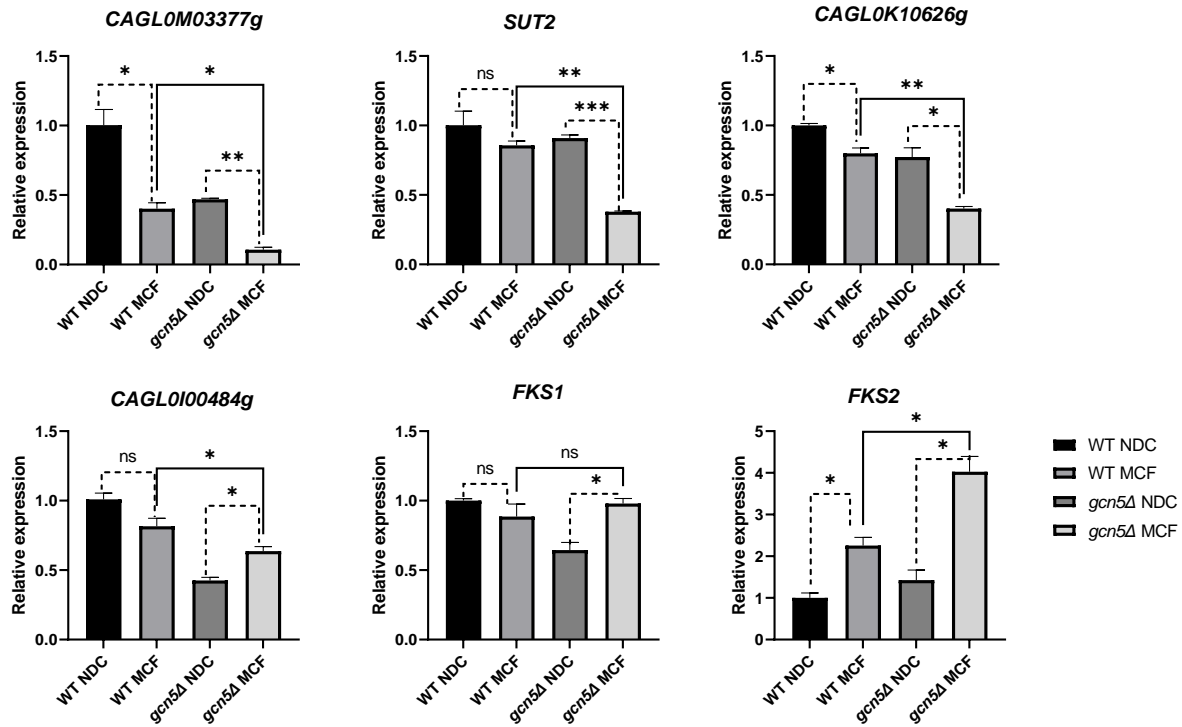 CAGL0M03377g
Relative expression
1.5
1.0
0.5
0.0
*
*
**
WT NDC
WT MCF
gcn5Δ NDC
gcn5Δ MCF
SUT2
Relative expression
1.5
1.0
0.5
0.0
ns
**
***
WT NDC
WT MCF
gcn5Δ NDC
gcn5Δ MCF
CAGL0K10626g
Relative expression
1.5
1.0
0.5
0.0
*
**
*
WT NDC
WT MCF
gcn5Δ NDC
gcn5Δ MCF
CAGL0I00484g
Relative expression
1.5
1.0
0.5
0.0
ns
*
*
WT NDC
WT MCF
gcn5Δ NDC
gcn5Δ MCF
FKS1
Relative expression
1.5
1.0
0.5
0.0
ns
ns
*
WT NDC
WT MCF
gcn5Δ NDC
gcn5Δ MCF
FKS2
Relative expression
5
4
3
2
1
0
*
*
*
WT NDC
WT MCF
gcn5Δ NDC
gcn5Δ MCF
WT NDC
WT MCF
gcn5Δ NDC
gcn5Δ MCF